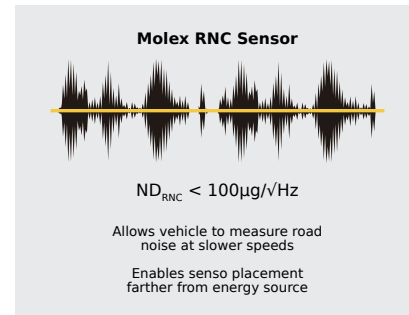 Molex RNC Sensor
ND_RNC < 100µg/√Hz
Allows vehicle to measure road
noise at slower speeds
Enables senso placement
farther from energy source